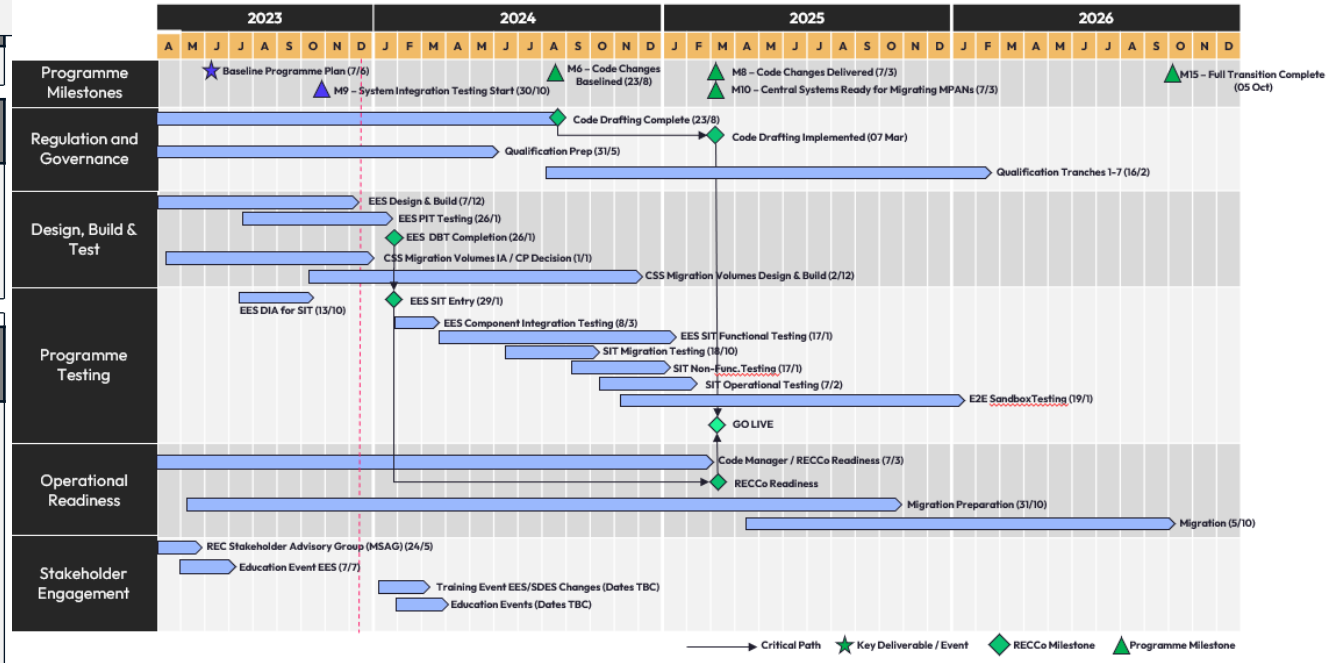 2023 2024 2025 2026
A M J J A S O N D J F M A M J J A S O N D J F M A M J J A S O N D J F M A M J J A S O N D
Programme
Milestones
Baseline Programme Plan (7/6)
M9 – System Integration Testing Start (30/10)
M6 – Code Changes
Baselined (23/8)
M8 – Code Changes Delivered (7/3)
M10 – Central Systems Ready for Migrating MPANs (7/3)
M15 – Full Transition Complete
(05 Oct)
Regulation and
Governance
Code Drafting Complete (23/8)
Code Drafting Implemented (07 Mar)
Qualification Prep (31/5)
Qualification Tranches 1-7 (16/2)
Design, Build &
Test
EES Design & Build (7/12)
EES PIT Testing (26/1)
EES DBT Completion (26/1)
CSS Migration Volumes IA / CP Decision (1/1)
CSS Migration Volumes Design & Build (2/12)
Programme
Testing
EES DIA for SIT (13/10)
EES SIT Entry (29/1)
EES Component Integration Testing (8/3)
EES SIT Functional Testing (17/1)
SIT Migration Testing (18/10)
SIT Non-Func.Testing (17/1)
SIT Operational Testing (7/2)
E2E SandboxTesting (19/1)
GO LIVE
Operational
Readiness
Code Manager / RECCo Readiness (7/3)
RECCo Readiness
Migration Preparation (31/10)
Migration (5/10)
Stakeholder
Engagement
REC Stakeholder Advisory Group (MSAG) (24/5)
Education Event EES (7/7)
Training Event EES/SDES Changes (Dates TBC)
Education Events (Dates TBC)
Critical Path
Key Deliverable / Event
RECCo Milestone
Programme Milestone